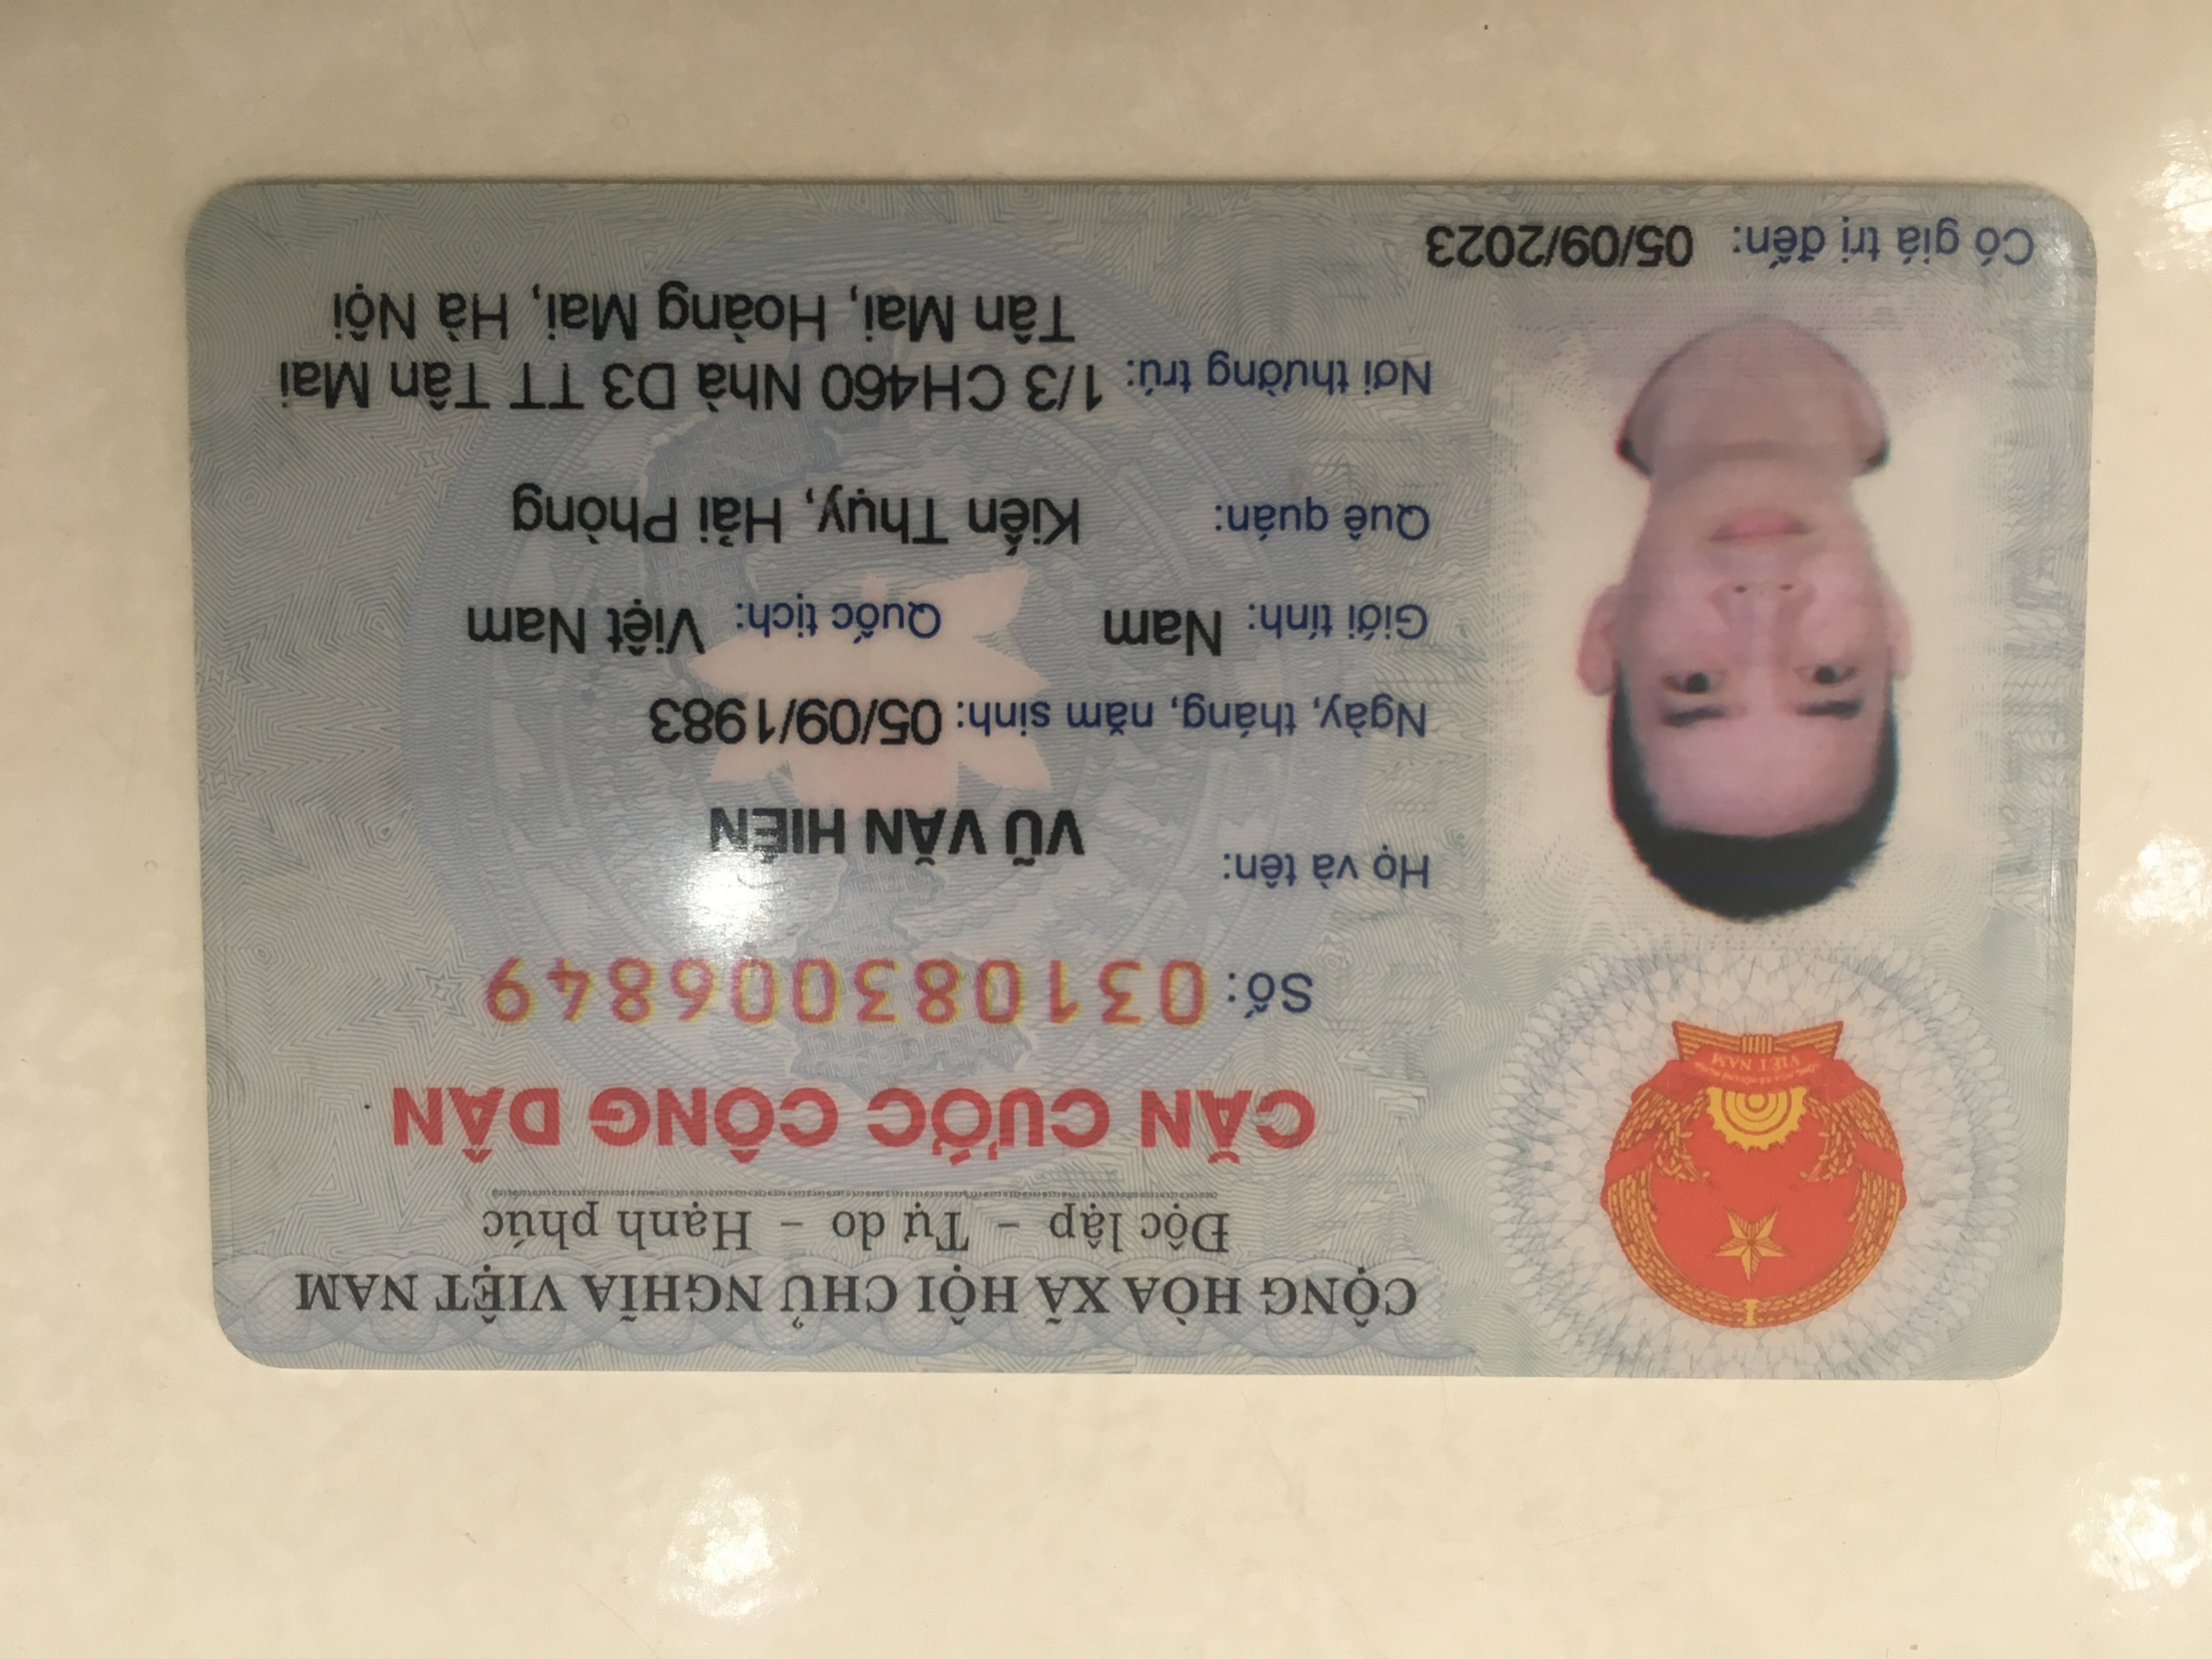 CỘNG HÒA XÃ HỘI CHỦ NGHĨA VIỆT NAM
Độc lập – Tự do – Hạnh phúc
CĂN CƯỚC CÔNG DÂN
Số: 031083006849
Họ và tên:
VŨ VĂN
Ngày, tháng, năm sinh: 05/09/1983
Giới tính: Nam Quốc tịch: Việt Nam
Quê quán: Kiến Thụy, Hải Phòng
Nơi thường trú: 1/3 CH460 Nhà D3 TT Tân Mai
Tân Mai, Hoàng Mai, Hà Nội
Có giá trị đến: 05/09/2023
VIỆT NAM